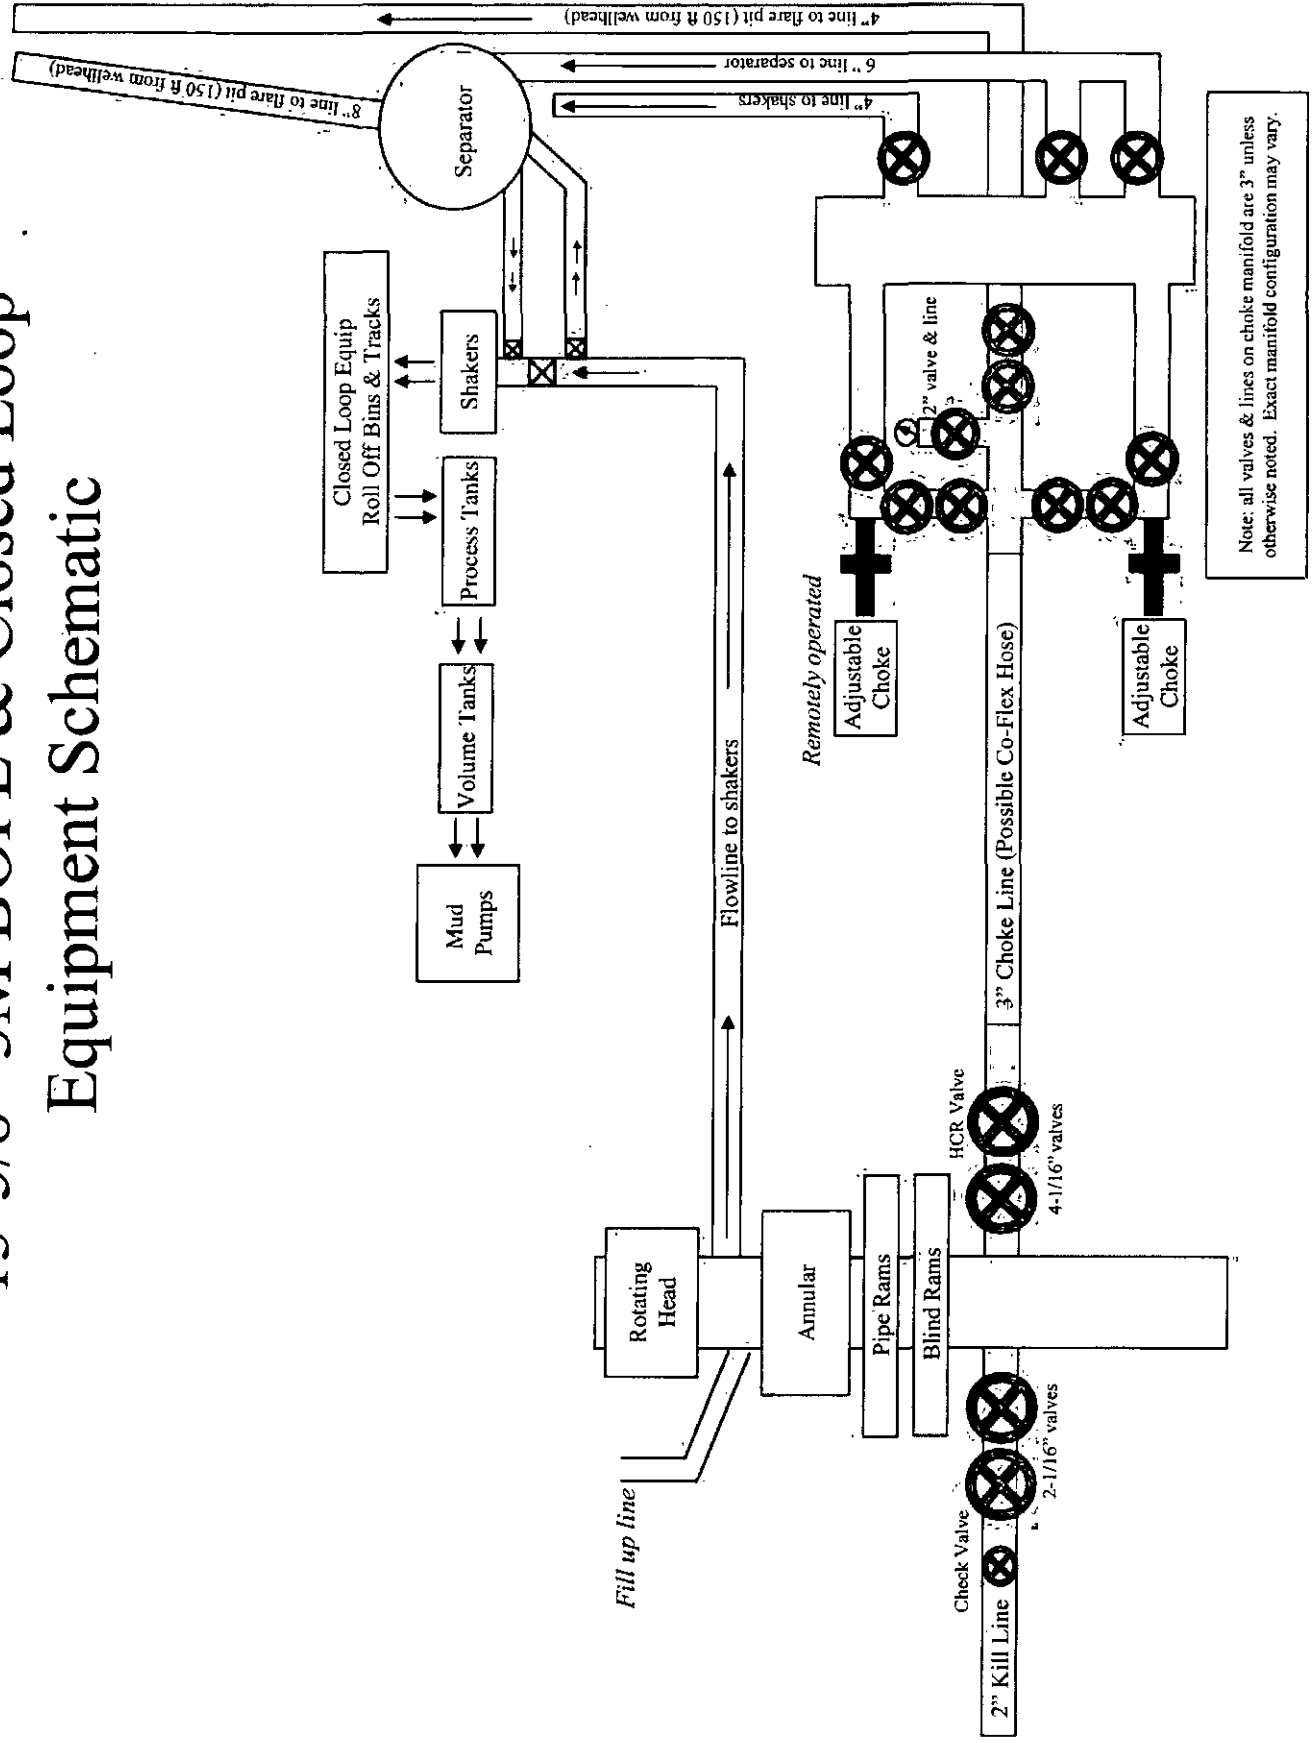 BOPE & Closed Loop
Equipment Schematic
Closed Loop Equip
Roll Off Bins & Tracks
Mud
Pumps
Volume Tanks
Process Tanks
Shakers
Separator
8" line to flare pit (150 ft from wellhead)
4" line to flare pit (150 ft from wellhead)
6" line to separator
4" line to shakers
Fill up line
Rotating
Head
Flowline to shakers
Annular
Pipe Rams
Blind Rams
Remotely operated
Adjustable
Choke
2" valve & line
Check Valve
HCR Valve
2" Kill Line
3" Choke Line (Possible Co-Flex Hose)
2-1/16" valves
4-1/16" valves
Adjustable
Choke
Note: all valves & lines on choke manifold are 3" unless
otherwise noted. Exact manifold configuration may vary.